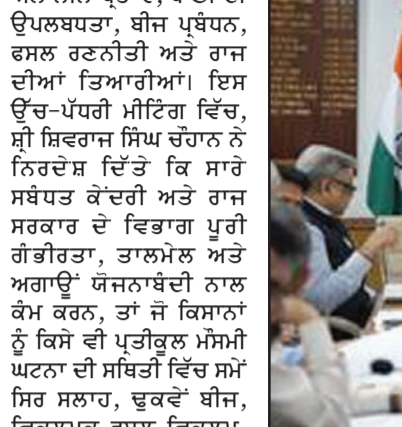 ਉਪਲਬਧਤਾ, ਬੀਜ ਪ੍ਰਬੰਧਨ,
ਫਸਲ ਰਣਨੀਤੀ ਅਤੇ ਰਾਜ
ਦੀਆਂ ਤਿਆਰੀਆਂ। ਇਸ
ਉੱਚ-ਪੱਧਰੀ ਮੀਟਿੰਗ ਵਿੱਚ,
ਸ਼੍ਰੀ ਸ਼ਿਵਰਾਜ ਸਿੰਘ ਚੌਹਾਨ ਨੇ
ਨਿਰਦੇਸ਼ ਦਿੱਤੇ ਕਿ ਸਾਰੇ
ਸਬੰਧਤ ਕੇਂਦਰੀ ਅਤੇ ਰਾਜ
ਸਰਕਾਰ ਦੇ ਵਿਭਾਗ ਪੂਰੀ
ਗੰਭੀਰਤਾ, ਤਾਲਮੇਲ ਅਤੇ
ਅਗਾਊਂ ਯੋਜਨਾਬੰਦੀ ਨਾਲ
ਕੰਮ ਕਰਨ, ਤਾਂ ਜੋ ਕਿਸਾਨਾਂ
ਨੂੰ ਕਿਸੇ ਵੀ ਪ੍ਰਤੀਕੂਲ ਮੌਸਮੀ
ਘਟਨਾ ਦੀ ਸਥਿਤੀ ਵਿੱਚ ਸਮੇਂ
ਸਿਰ ਸਲਾਹ, ਢੁਕਵੇਂ ਬੀਜ,